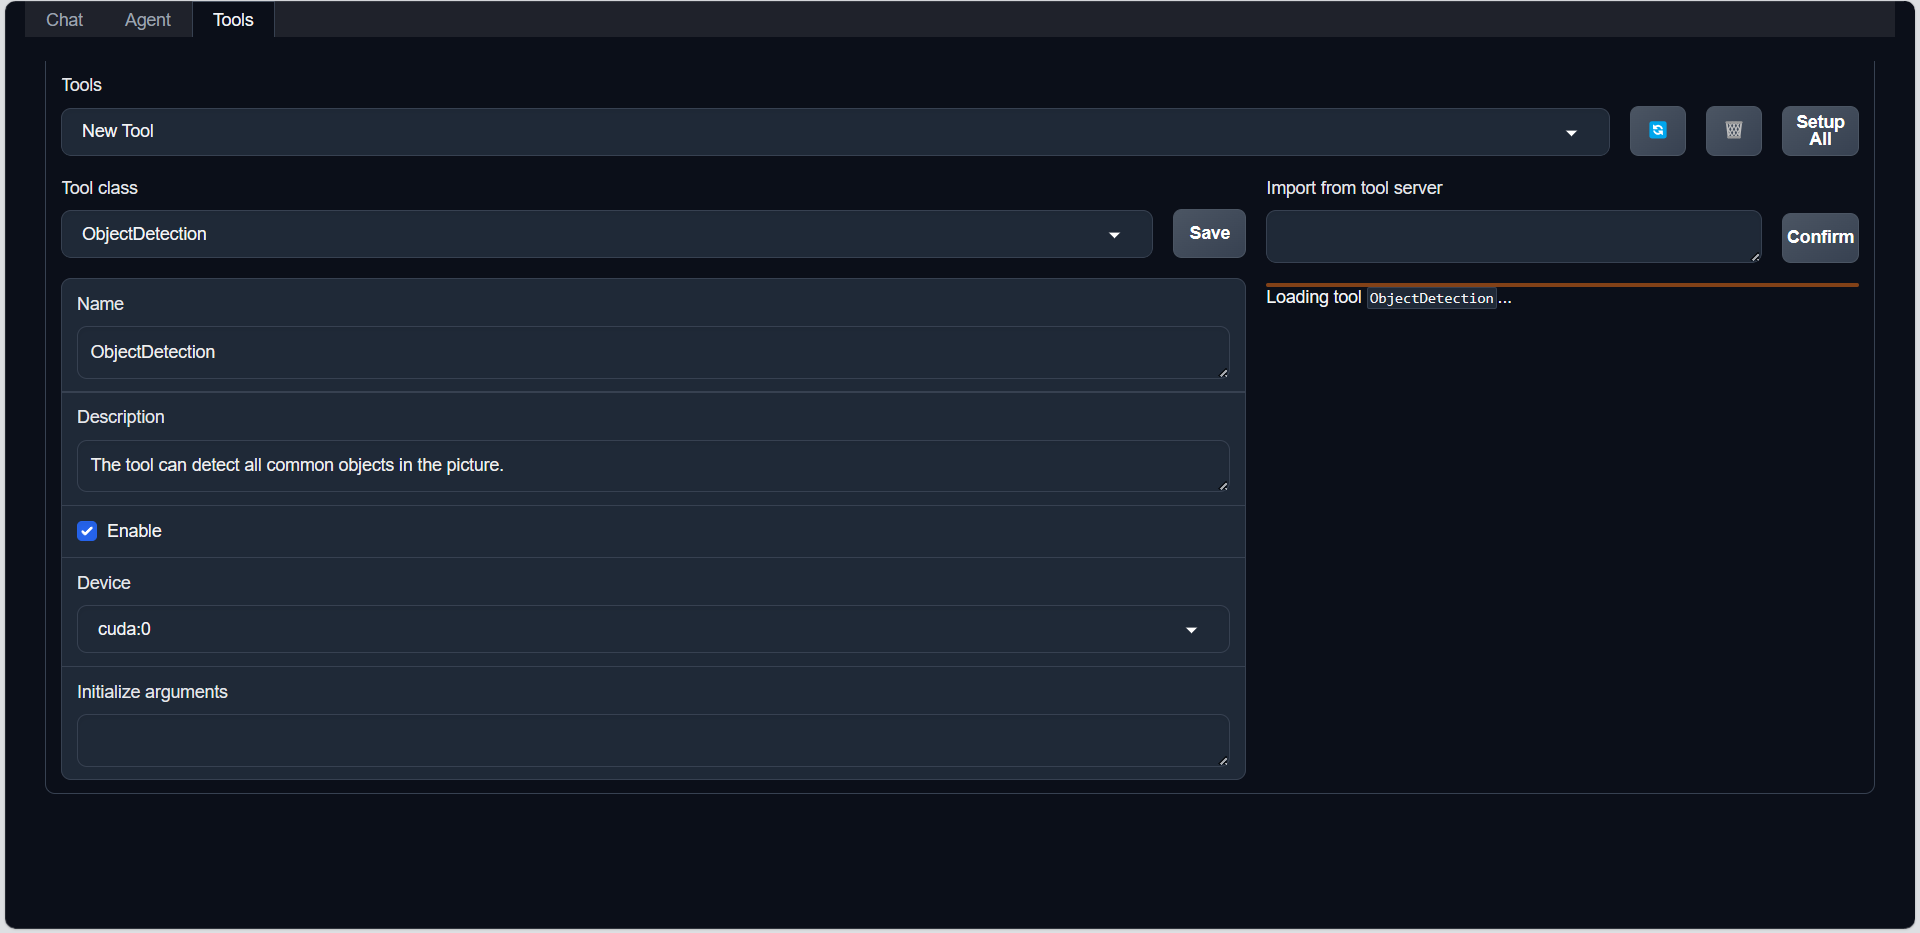 Chat Agent Tools
Tools
New Tool
Setup
All
Tool class
ObjectDetection
Save
Import from tool server
Confirm
Name
ObjectDetection
Description
The tool can detect all common objects in the picture.
Enable
Device
cuda:0
Initialize arguments
Loading tool ObjectDetection...